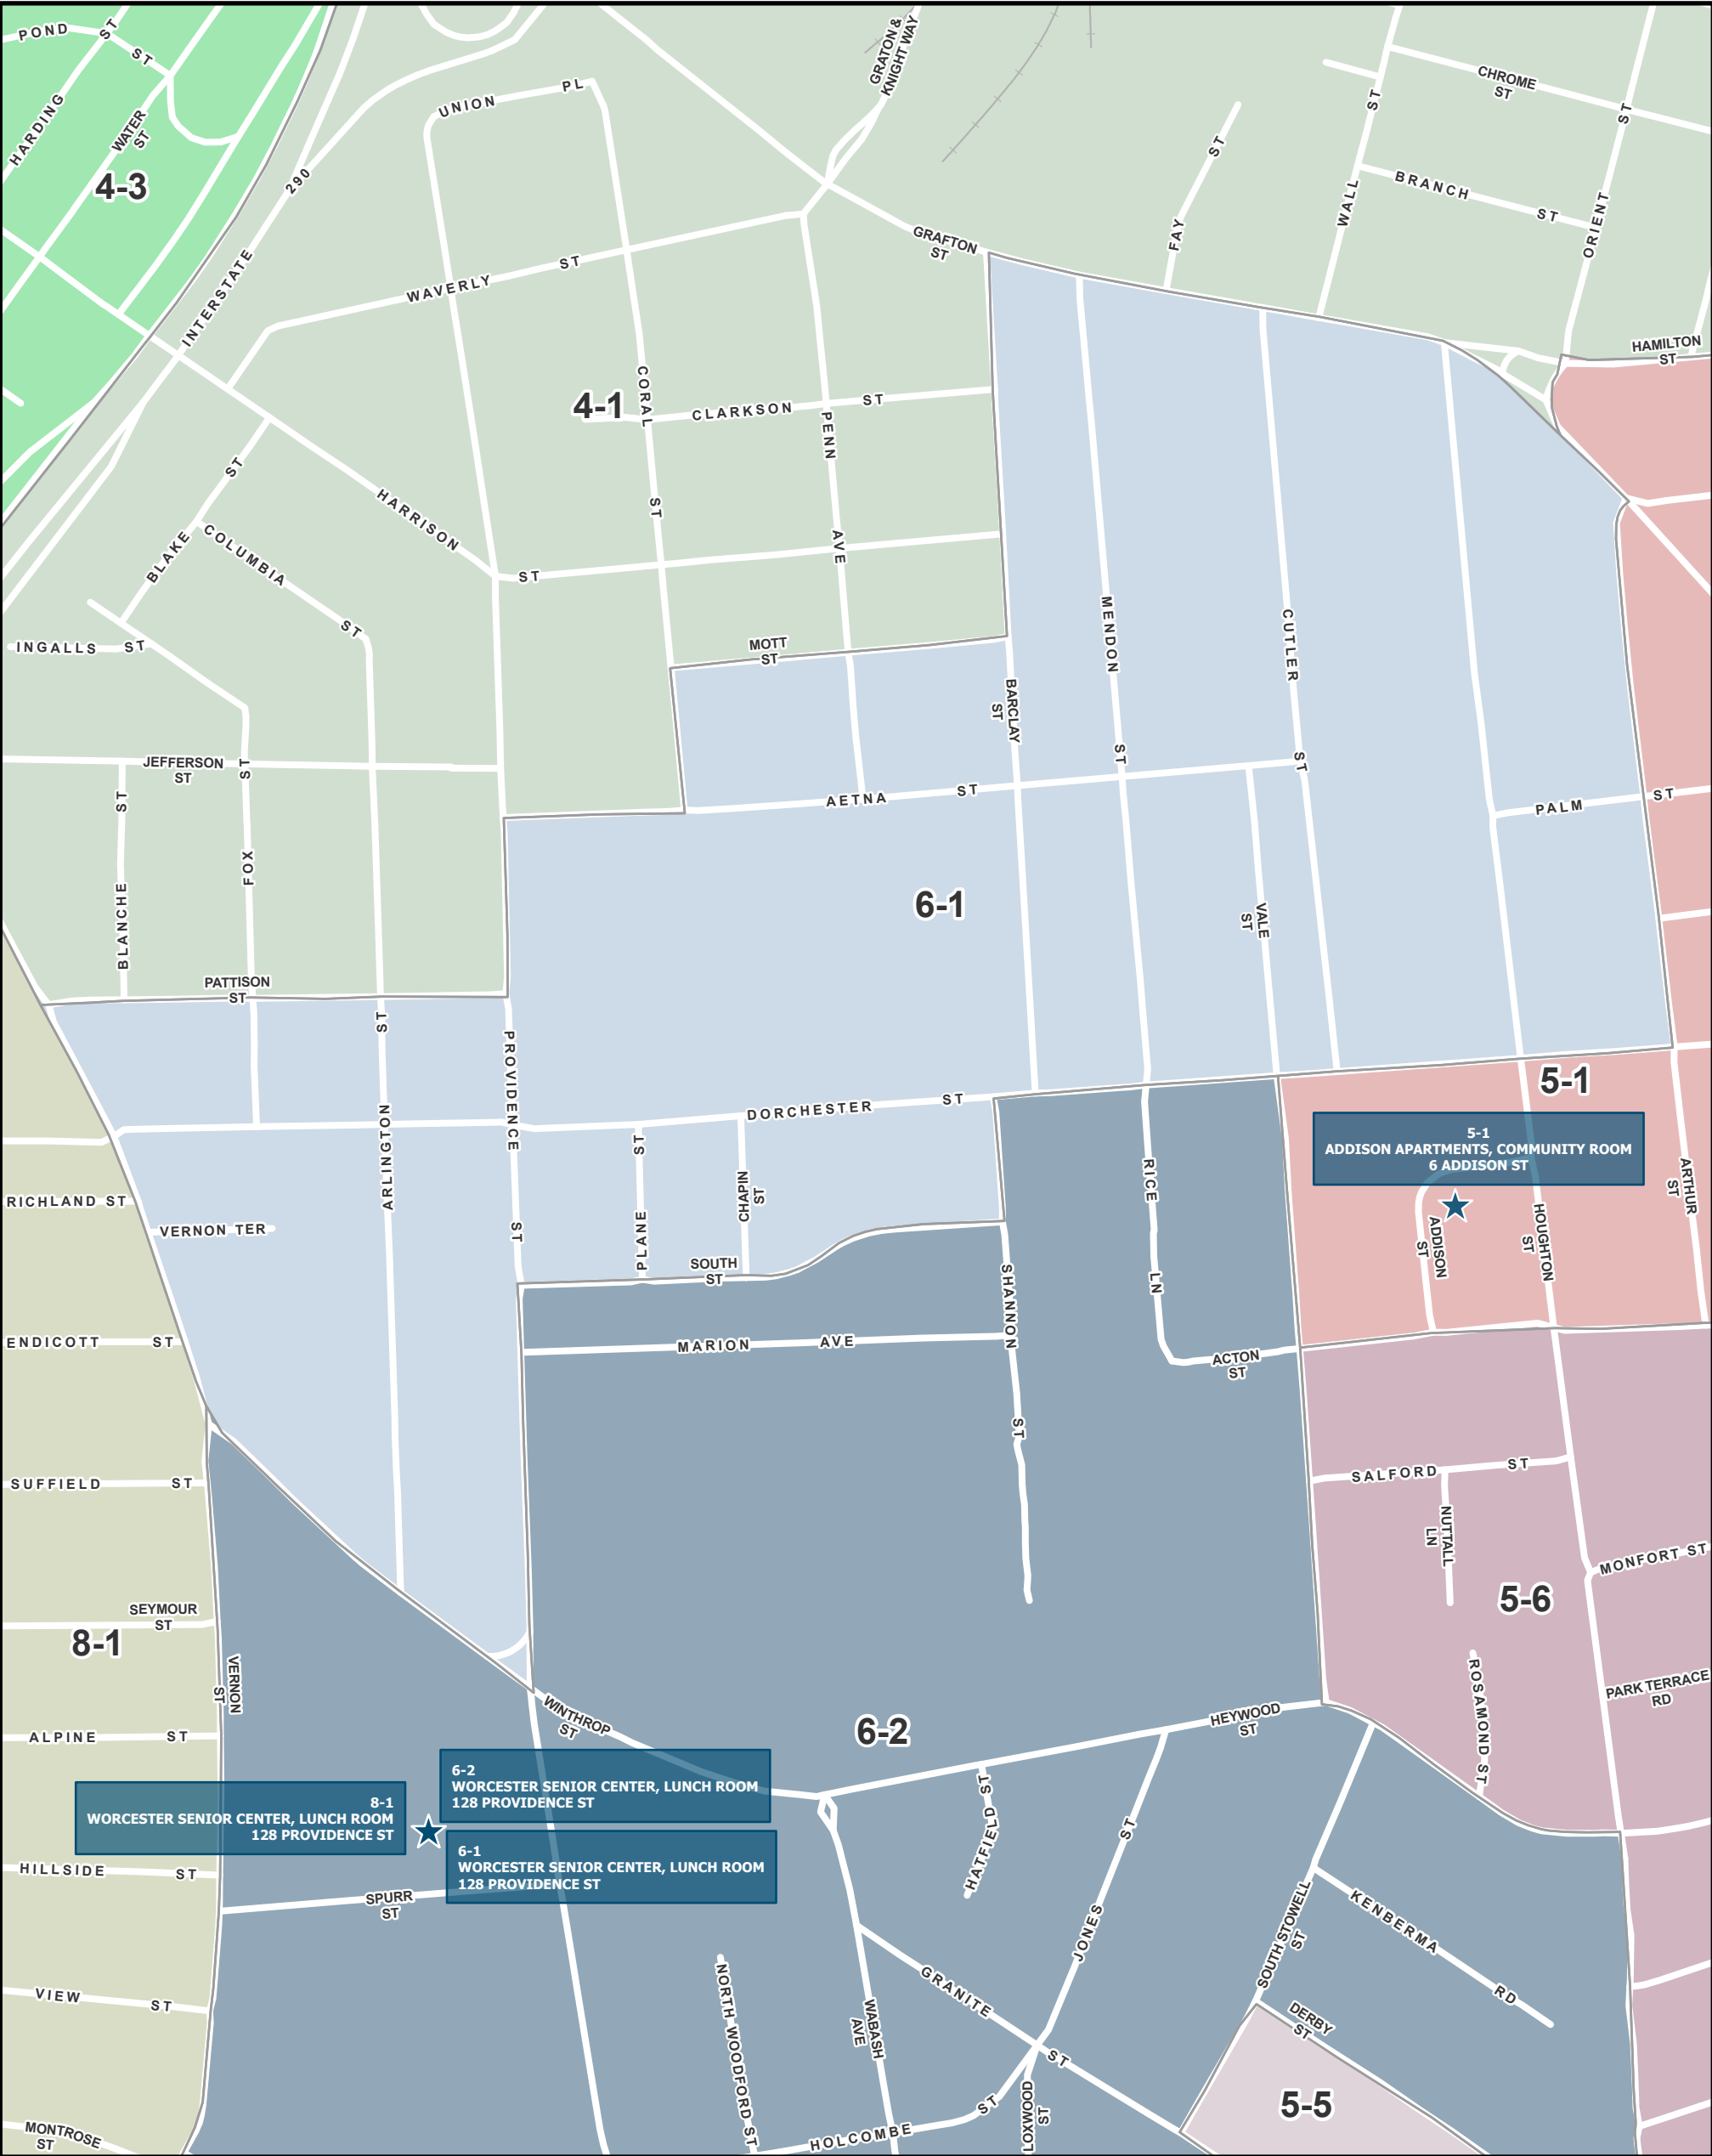 POND
ST
HARDING
ST
WATER
ST
4-3
INTERSTATE
290
UNION
PL
GRATON &
KNIGHT WAY
GRAFTON
ST
FAY
ST
WALL
ST
CHROME
ST
BRANCH
ST
ORIENT
ST
HAMILTON
ST
WAVERLY
ST
4-1
CORAL
ST
CLARKSON
ST
PENN
AVE
HARRISON
ST
BLAKE
ST
COLUMBIA
ST
INGALLS ST
MOTT
ST
BARCLAY
ST
MENDON
ST
CUTLER
ST
JEFFERSON
ST
BLANCHE
ST
FOX
ST
AETNA
ST
PALM
ST
6-1
VALE
ST
PATTISON
ST
ARLINGTON
ST
PROVIDENCE
ST
DORCHESTER
ST
5-1
5-1
ADDISON APARTMENTS, COMMUNITY ROOM
6 ADDISON ST
ADDISON
ST
HOUGHTON
ST
ARTHUR
ST
RICHLAND ST
VERNON TER
PLANE
ST
CHAPIN
ST
SOUTH
ST
RICE
LN
SHANNON
ST
ENDICOTT
ST
MARION
AVE
ACTON
ST
SUFFIELD
ST
SALFORD
ST
NUTTALL
LN
MONFORT ST
5-6
SEYMOUR
ST
8-1
VERNON
ST
ROSAMOND ST
PARK TERRACE
RD
WINTHROP
ST
6-2
HEYWOOD
ST
ALPINE
ST
6-2
WORCESTER SENIOR CENTER, LUNCH ROOM
128 PROVIDENCE ST
8-1
WORCESTER SENIOR CENTER, LUNCH ROOM
128 PROVIDENCE ST
6-1
WORCESTER SENIOR CENTER, LUNCH ROOM
128 PROVIDENCE ST
HATFIELD ST
JONES
ST
HILLSIDE
ST
SPURR
ST
SOUTH STOWELL
ST
KENBERMA
RD
VIEW
ST
GRANITE
ST
NORTH WOODFORD ST
WABASH
AVE
DERBY
ST
LOXWOOD
ST
5-5
HOLCOMBE
ST
MONTROSE
ST